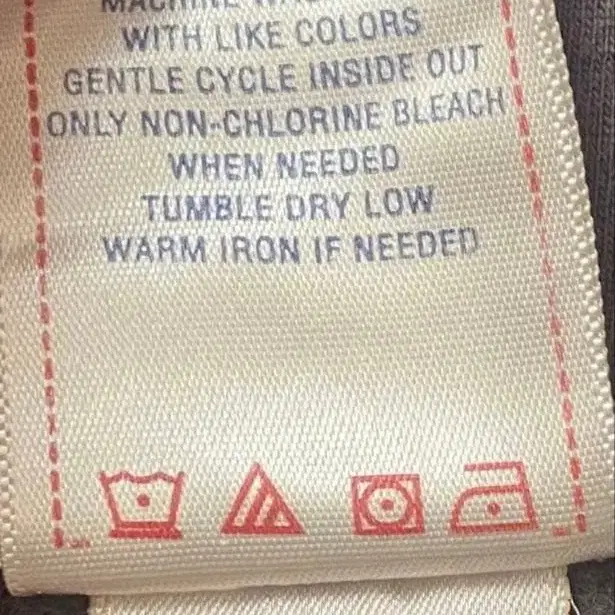 MACHINE
WITH LIKE COLORS
GENTLE CYCLE INSIDE OUT
ONLY NON-CHLORINE BLEACH
WHEN NEEDED
TUMBLE DRY LOW
WARM IRON IF NEEDED